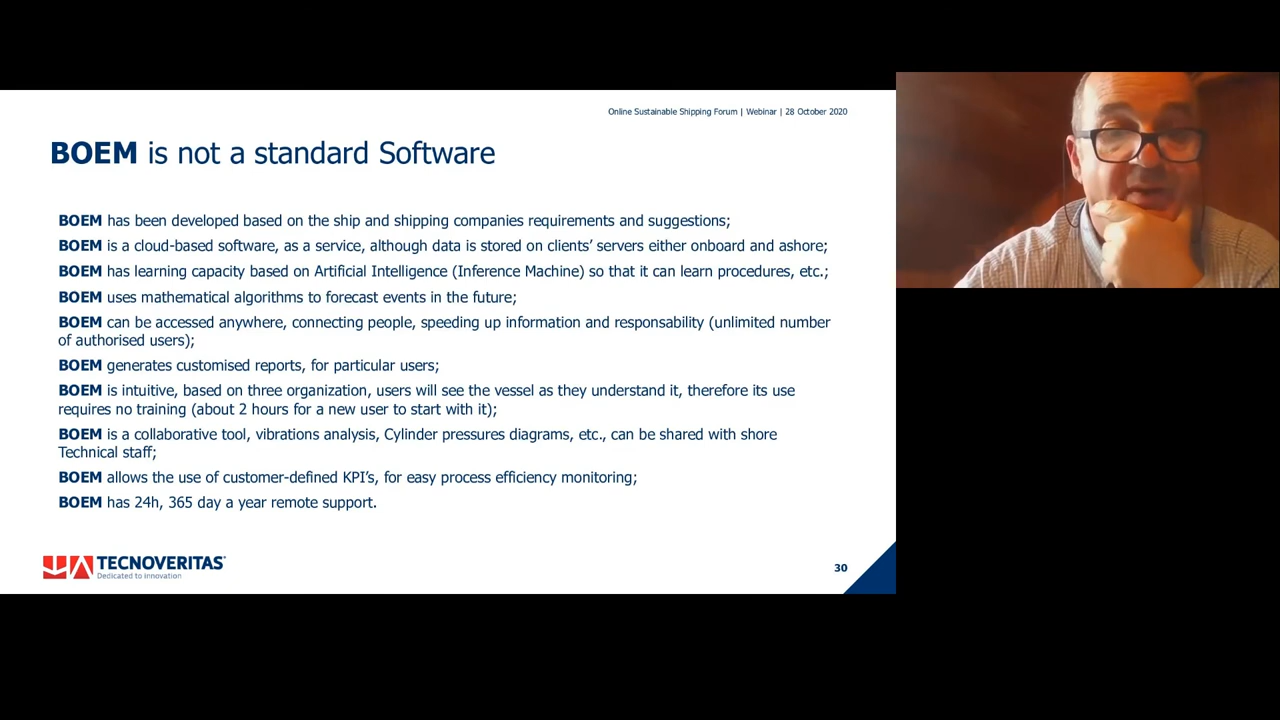 Online Sustainable Shipping Forum | Webinar | 28 October 2020
BOEM is not a standard Software
BOEM has been developed based on the ship and shipping companies requirements and suggestions;
BOEM is a cloud-based software, as a service, although data is stored on clients’ servers either onboard and ashore;
BOEM has learning capacity based on Artificial Intelligence (Inference Machine) so that it can learn procedures, etc.;
BOEM uses mathematical algorithms to forecast events in the future;
BOEM can be accessed anywhere, connecting people, speeding up information and responsability (unlimited number
of authorised users);
BOEM generates customised reports, for particular users;
BOEM is intuitive, based on three organization, users will see the vessel as they understand it, therefore its use
requires no training (about 2 hours for a new user to start with it);
BOEM is a collaborative tool, vibrations analysis, Cylinder pressures diagrams, etc., can be shared with shore
Technical staff;
BOEM allows the use of customer-defined KPI’s, for easy process efficiency monitoring;
BOEM has 24h, 365 day a year remote support.
TECNOVERITAS
Dedicated to Innovation
30